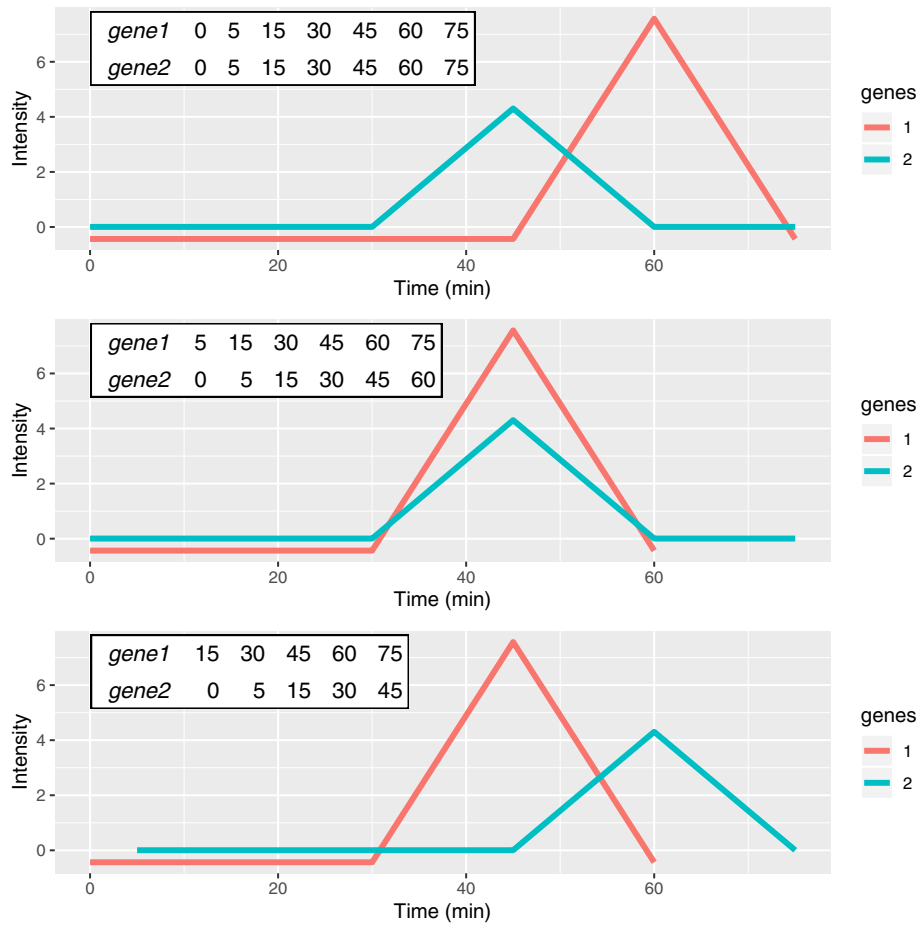 gene1 0 5 15 30 45 60 75
gene2 0 5 15 30 45 60 75
6
4
2
0
Intensity
0 20 40 60
Time (min)
genes
1
2
gene1 5 15 30 45 60 75
gene2 0 5 15 30 45 60
6
4
2
0
Intensity
0 20 40 60
Time (min)
genes
1
2
gene1 15 30 45 60 75
gene2 0 5 15 30 45
6
4
2
0
Intensity
0 20 40 60
Time (min)
genes
1
2